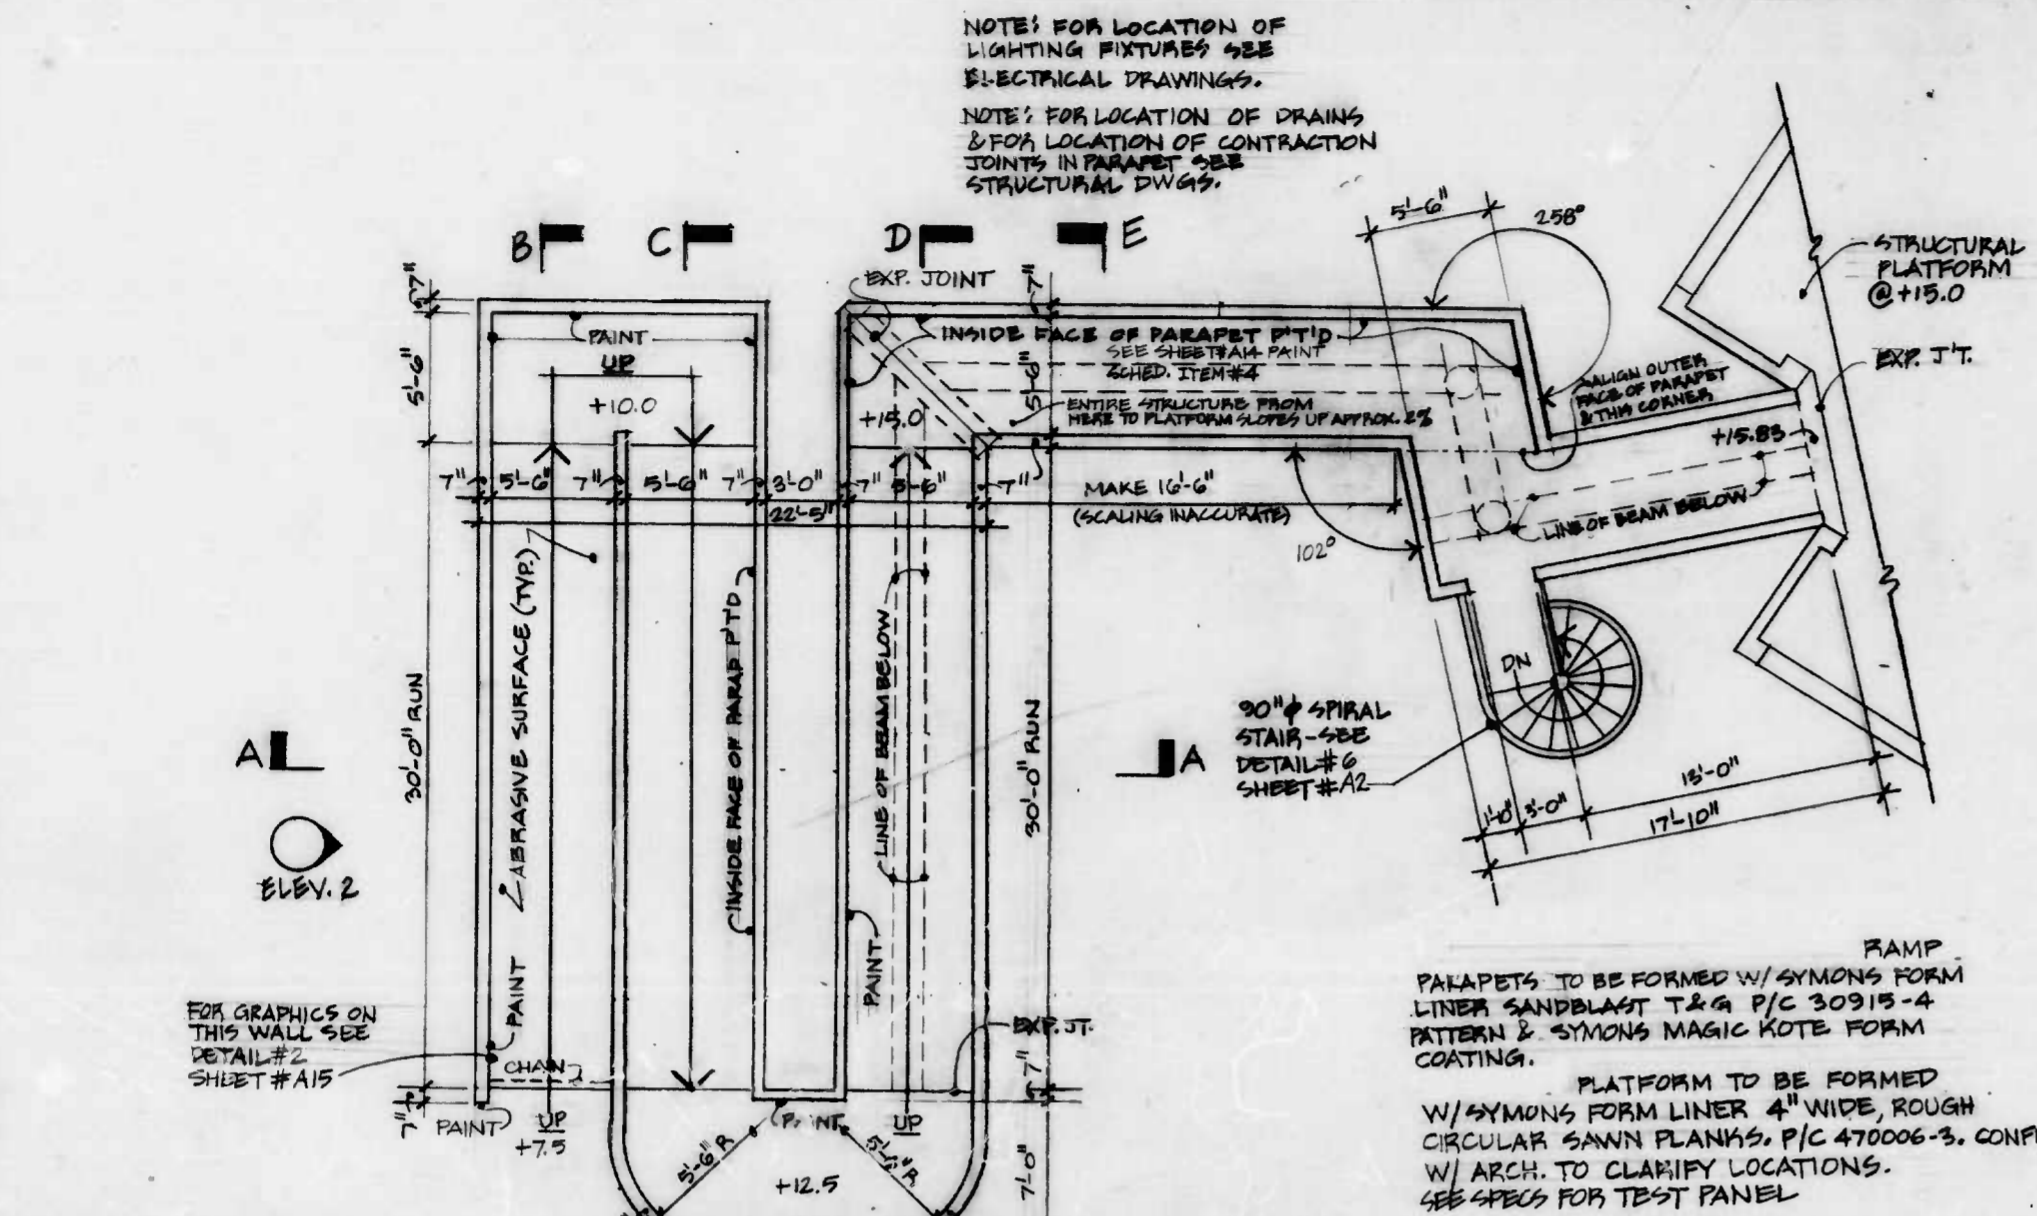 NOTE: FOR LOCATION OF
LIGHTING FIXTURES SEE
ELECTRICAL DRAWINGS.
NOTE: FOR LOCATION OF DRAINS
& FOR LOCATION OF CONTRACTION
JOINTS IN PARAPET SEE
STRUCTURAL DWGS.
B
C
D
E
5'-6"
258°
STRUCTURAL
PLATFORM
@ +15.0
EXP. J'T.
7"
EXP. JOINT
7"
PAINT
UP
+10.0
5'-6"
INSIDE FACE OF PARAPET P'T'D
SEE SHEET #A14 PAINT
SCHED. ITEM #4
5'-6"
ALIGN OUTER
FACE OF PARAPET
& THIS CORNER
+15.0
ENTIRE STRUCTURE FROM
HERE TO PLATFORM SLOPES UP APPROX. 2%
+15.83
7" 5'-6" 7" 5'-6" 7" 3'-0" 7" 5'-6" 7"
22'-5"
7"
MAKE 16'-6"
(SCALING INACCURATE)
102°
LINE OF BEAM BELOW
30'-0" RUN
PAINT
ABRASIVE SURFACE (TYP.)
INSIDE FACE OF PARAP P'T'D
LINE OF BEAM BELOW
PAINT
30'-0" RUN
DN
90"φ SPIRAL
STAIR-SEE
DETAIL #6
SHEET #A2
13'-0"
1'-10" 3'-0"
17'-10"
A
A
ELEV. 2
FOR GRAPHICS ON
THIS WALL SEE
DETAIL #2
SHEET #A15
CHAIN
EXP. JT.
7"
7"
PAINT
UP
+7.5
PAINT
UP
5'-6" R
5'-6" R
+12.5
7'-0"
RAMP
PARAPETS TO BE FORMED W/ SYMONS FORM
LINER SANDBLAST T&G P/C 30915-4
PATTERN & SYMONS MAGIC KOTE FORM
COATING.
PLATFORM TO BE FORMED
W/ SYMONS FORM LINER 4" WIDE, ROUGH
CIRCULAR SAWN PLANKS. P/C 470006-3.
W/ ARCH. TO CLARIFY LOCATIONS.
SEE SPECS FOR TEST PANEL